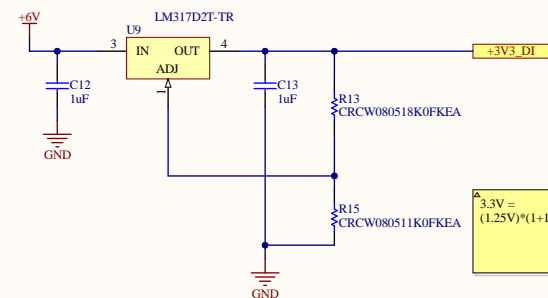 +6V
LM317D2T-TR
U9
3
IN
OUT
4
ADJ
1
+3V3_DI
C12
1uF
C13
1uF
R13
CRCW080518K0FKEA
R15
CRCW080511K0FKEA
GND
GND
3.3V =
(1.25V)*(1+1